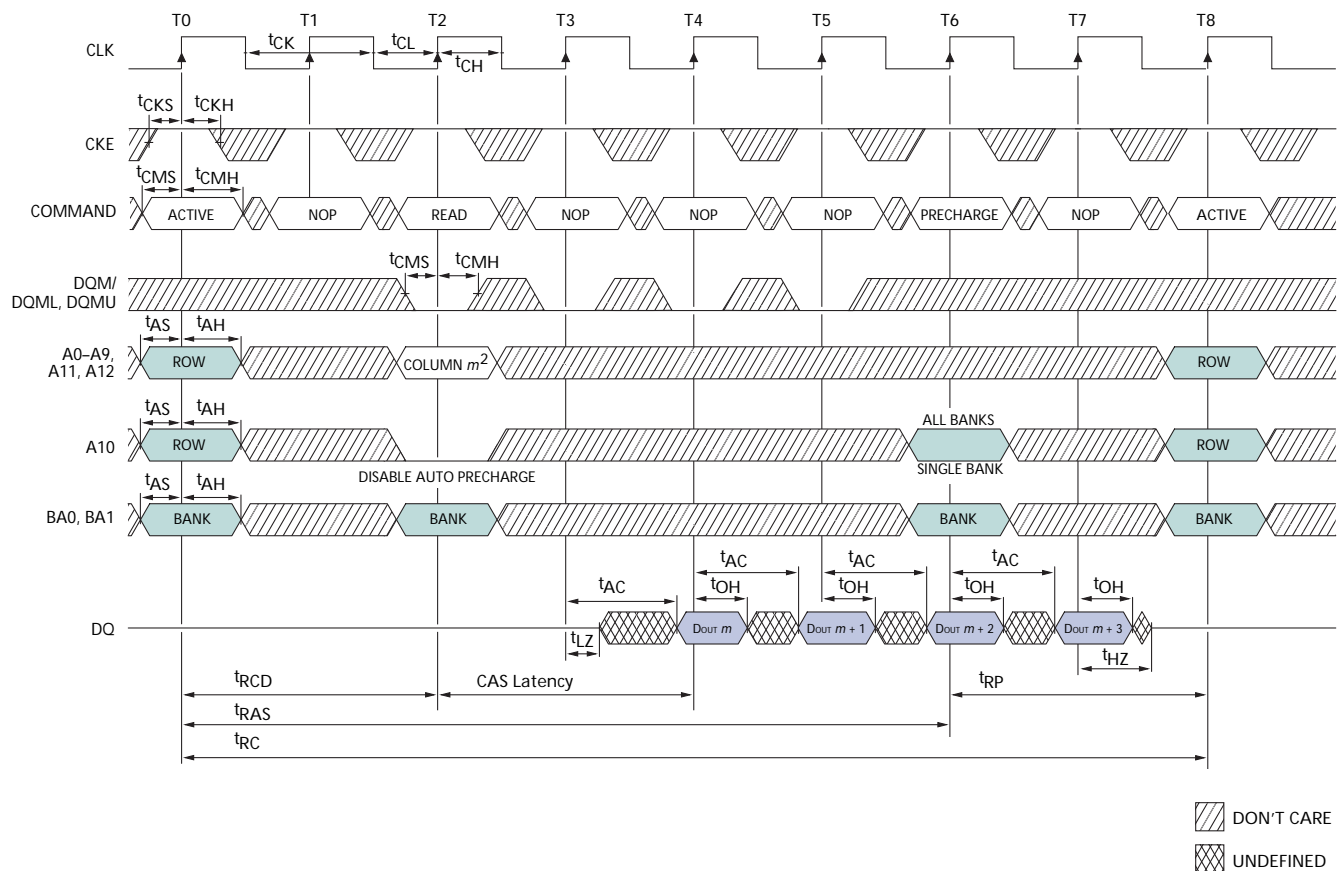 T0 T1 T2 T3 T4 T5 T6 T7 T8
CLK
tCK tCL
tCH
tCKS tCKH
CKE
tCMS tCMH
COMMAND ACTIVE NOP READ NOP NOP NOP PRECHARGE NOP ACTIVE
tCMS tCMH
DQM/
DQML, DQMU
tAS tAH
A0–A9,
A11, A12
ROW COLUMN m2 ROW
tAS tAH
ALL BANKS
A10 ROW ROW
DISABLE AUTO PRECHARGE SINGLE BANK
tAS tAH
BA0, BA1 BANK BANK BANK BANK
tAC tAC tAC tAC
tOH tOH tOH tOH
DQ DOUT m DOUT m + 1 DOUT m + 2 DOUT m + 3
tLZ tHZ
tRCD CAS Latency tRP
tRAS
tRC
DON'T CARE
UNDEFINED